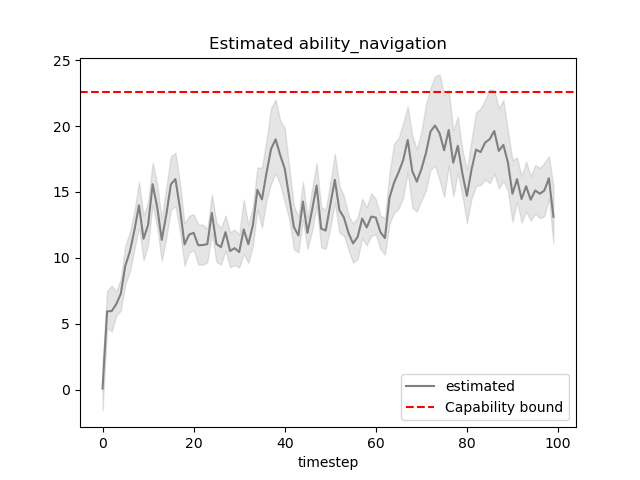 Estimated ability_navigation
25
20
15
10
5
0
estimated
Capability bound
0 20 40 60 80 100
timestep